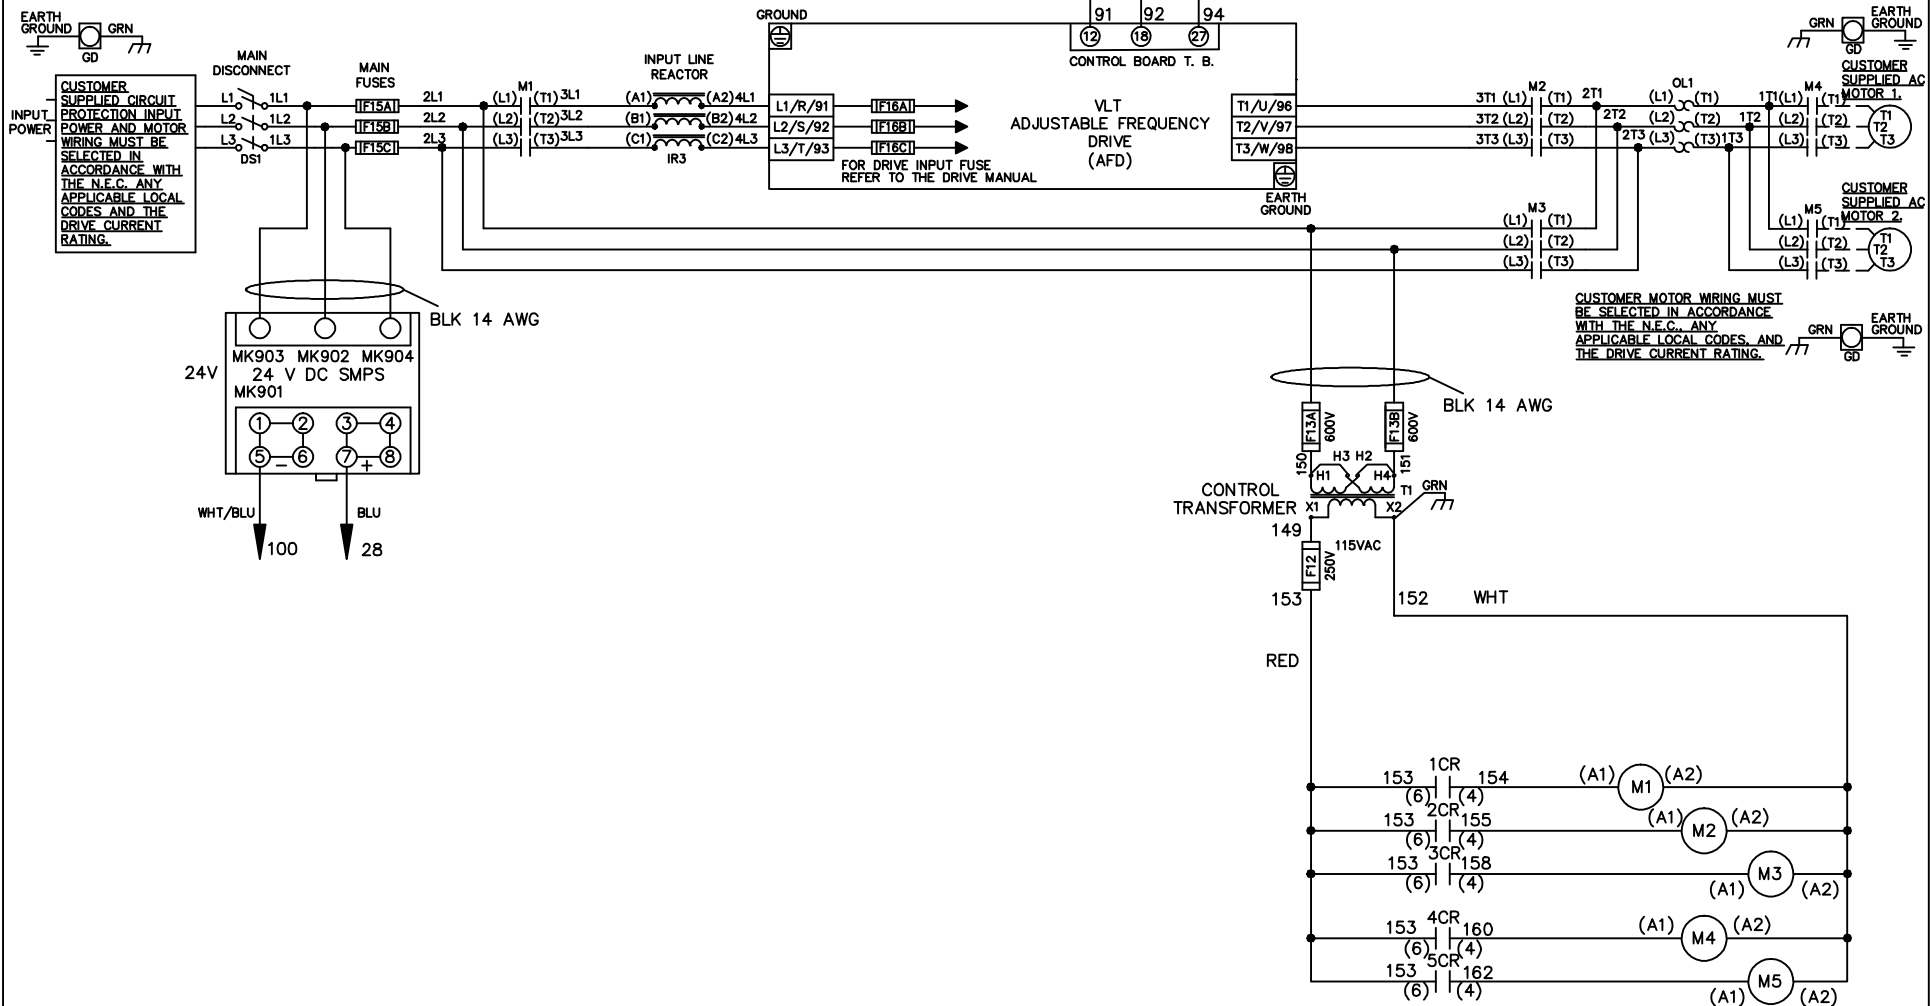 EARTH
GROUND
GRN
GD
CUSTOMER
SUPPLIED CIRCUIT
PROTECTION INPUT
POWER AND MOTOR
WIRING MUST BE
SELECTED IN
ACCORDANCE WITH
THE N.E.C. ANY
APPLICABLE LOCAL
CODES AND THE
DRIVE CURRENT
RATING.
INPUT
POWER
MAIN
DISCONNECT
L1 1L1
L2 1L2
L3 1L3
DS1
MAIN
FUSES
F15A
F15B
F15C
2L1
2L2
2L3
M1
(L1) (T1) 3L1
(L2) (T2) 3L2
(L3) (T3) 3L3
INPUT LINE
REACTOR
(A1) (A2) 4L1
(B1) (B2) 4L2
(C1) (C2) 4L3
IR3
GROUND
L1/R/91
L2/S/92
L3/T/93
F16A
F16B
F16C
FOR DRIVE INPUT FUSE
REFER TO THE DRIVE MANUAL
91 92 94
12 18 27
CONTROL BOARD T. B.
VLT
ADJUSTABLE FREQUENCY
DRIVE
(AFD)
T1/U/96
T2/V/97
T3/W/98
EARTH
GROUND
M2
3T1 (L1) (T1) 2T1
3T2 (L2) (T2) 2T2
3T3 (L3) (T3) 2T3
M3
(L1) (T1)
(L2) (T2)
(L3) (T3)
OL1
(L1) (T1) 1T1
(L2) (T2) 1T2
(L3) (T3) 1T3
GRN
EARTH
GROUND
GD
CUSTOMER
SUPPLIED AC
MOTOR 1.
M4
(L1) (T1)
(L2) (T2)
(L3) (T3)
T1
T2
T3
CUSTOMER
SUPPLIED AC
MOTOR 2.
M5
(L1) (T1)
(L2) (T2)
(L3) (T3)
T1
T2
T3
CUSTOMER MOTOR WIRING MUST
BE SELECTED IN ACCORDANCE
WITH THE N.E.C., ANY
APPLICABLE LOCAL CODES, AND
THE DRIVE CURRENT RATING.
GRN
EARTH
GROUND
GD
BLK 14 AWG
MK903 MK902 MK904
24V
24 V DC SMPS
MK901
1 2 3 4
5 - 6 7 + 8
WHT/BLU
BLU
100
28
BLK 14 AWG
F13A
600V
F13B
600V
150
H3 H2
151
H1
H4
T1
GRN
CONTROL
TRANSFORMER
X1
X2
149
115VAC
F12
250V
153
152
WHT
RED
1CR
153 154
(6) (4)
(A1) M1 (A2)
2CR
153 155
(6) (4)
(A1) M2 (A2)
3CR
153 158
(6) (4)
(A1) M3 (A2)
4CR
153 160
(6) (4)
(A1) M4 (A2)
5CR
153 162
(6) (4)
(A1) M5 (A2)